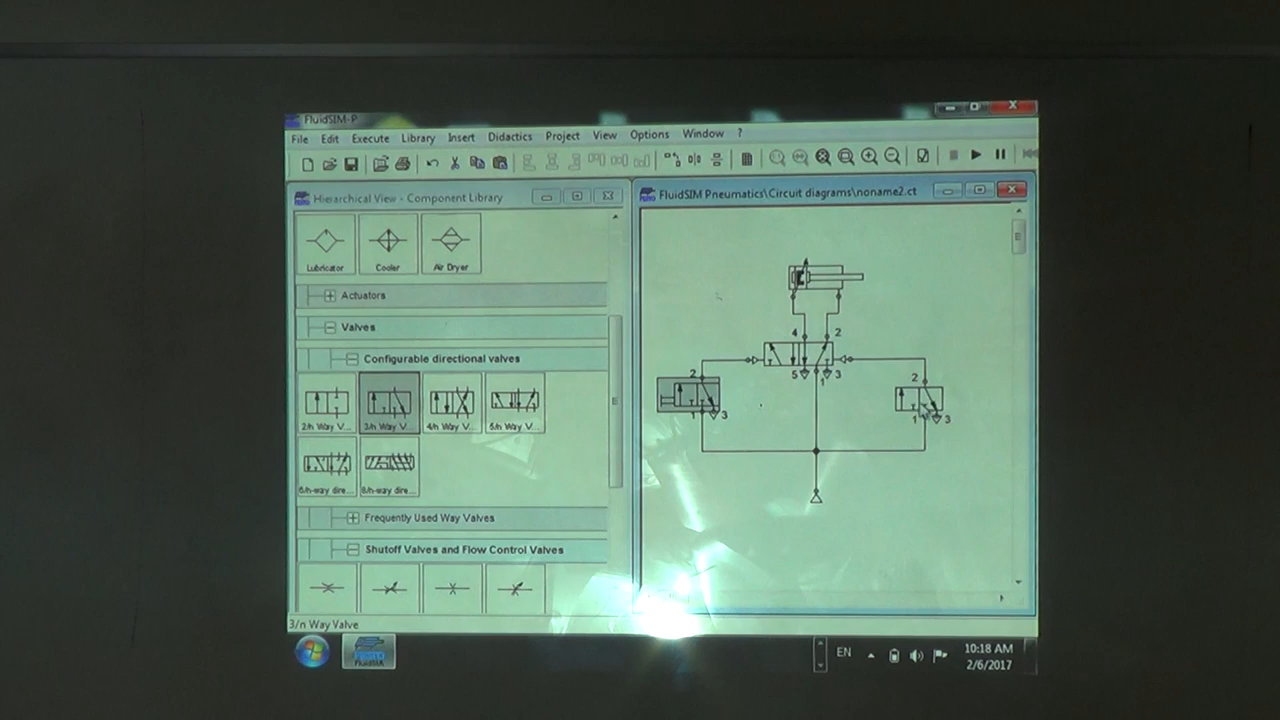 FluidSIM-P
File Edit Execute Library Insert Didactics Project View Options Window ?
Hierarchical View - Component Library
FluidSIM Pneumatics\Circuit diagrams\noname2.ct
Lubricator Cooler Air Dryer
Actuators
Valves
Configurable directional valves
2/n Way V... 3/n Way V... 4/n Way V... 5/n Way V...
6/n-way dire... 8/n-way dire...
Frequently Used Way Valves
Shutoff Valves and Flow Control Valves
4 2
5 1 3
2
1 3
2
1 3
3/n Way Valve
FluidSIM
EN
10:18 AM
2/6/2017